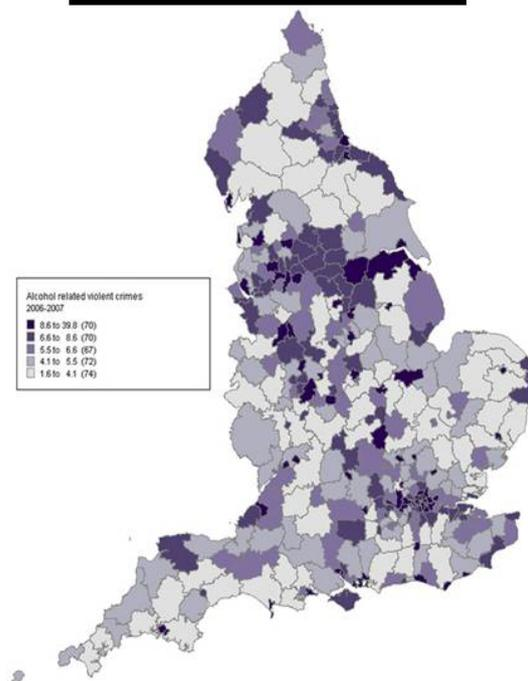 Alcohol related violent crimes
2006-2007
8.6 to 39.8 (70)
6.6 to 8.6 (70)
5.5 to 6.6 (67)
4.1 to 5.5 (72)
1.6 to 4.1 (74)